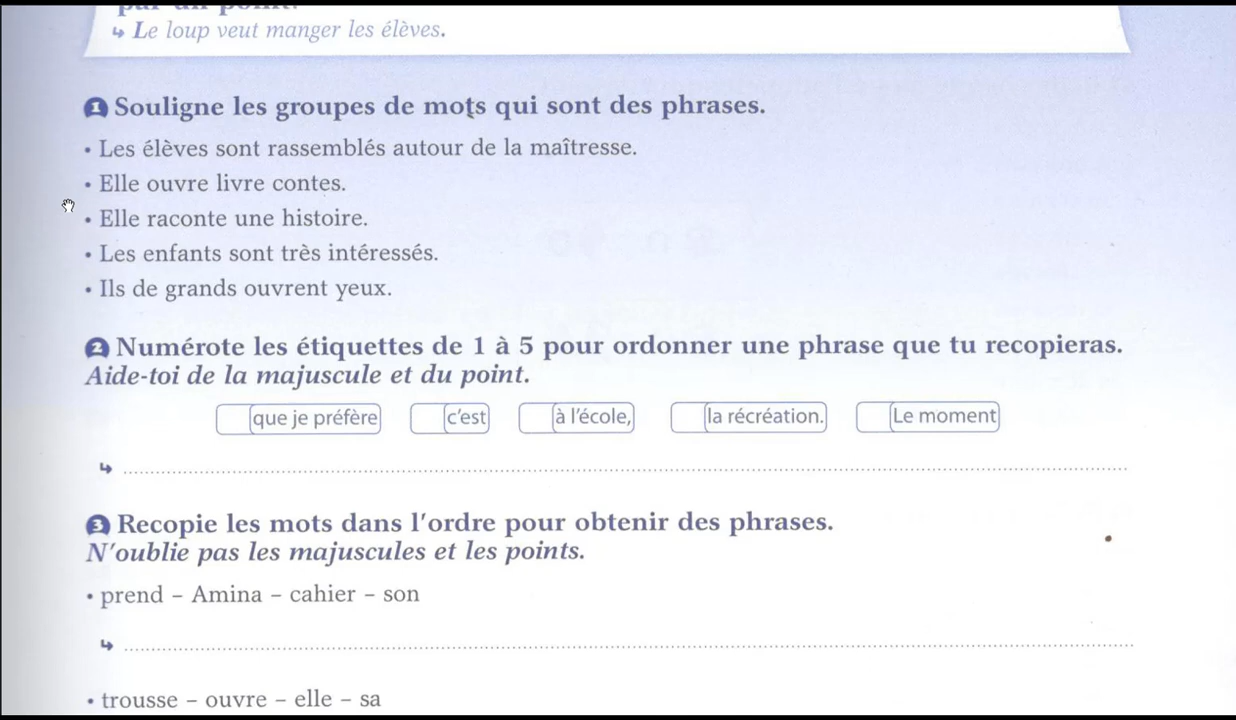 ↳ Le loup veut manger les élèves.
1 Souligne les groupes de mots qui sont des phrases.
• Les élèves sont rassemblés autour de la maîtresse.
• Elle ouvre livre contes.
• Elle raconte une histoire.
• Les enfants sont très intéressés.
• Ils de grands ouvrent yeux.
2 Numérote les étiquettes de 1 à 5 pour ordonner une phrase que tu recopieras.
Aide-toi de la majuscule et du point.
que je préfère c'est à l'école, la récréation. Le moment
3 Recopie les mots dans l'ordre pour obtenir des phrases.
N'oublie pas les majuscules et les points.
• prend – Amina – cahier – son
• trousse – ouvre – elle – sa